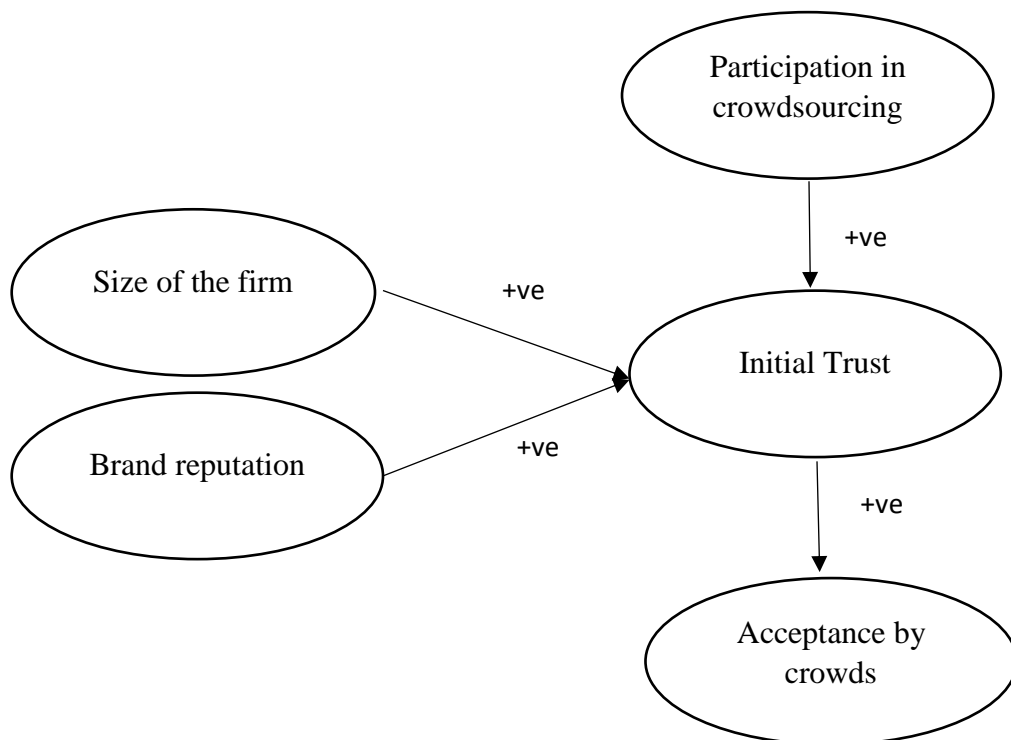 Participation in
crowdsourcing
+ve
Size of the firm
+ve
Initial Trust
Brand reputation
+ve
+ve
Acceptance by
crowds